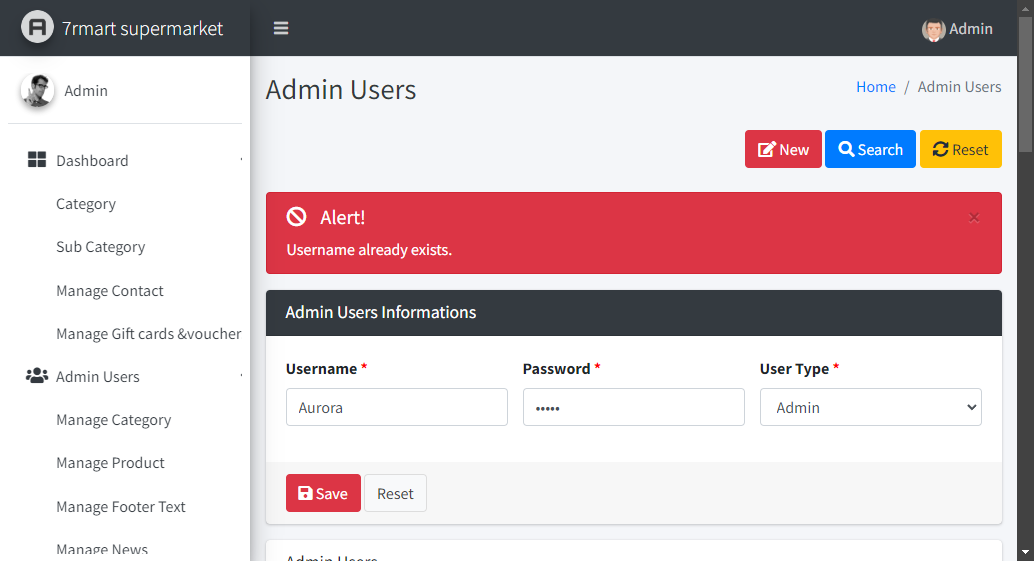 7rmart supermarket
Admin
Admin
Dashboard
Category
Sub Category
Manage Contact
Manage Gift cards &voucher
Admin Users
Manage Category
Manage Product
Manage Footer Text
Manage News
Admin Users
Home / Admin Users
New Search Reset
Alert! ×
Username already exists.
Admin Users Informations
Username * Password * User Type *
Aurora ••••• Admin
Save Reset
Admin Users